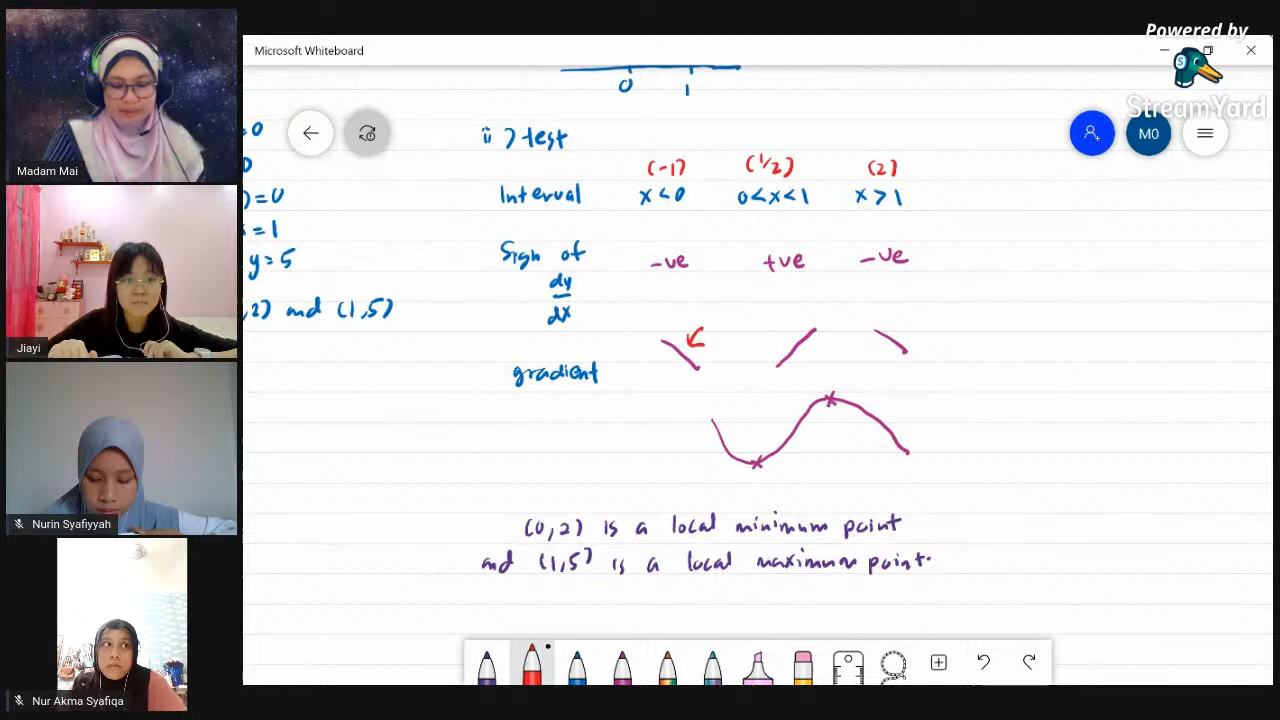 Powered by
StreamYard
Microsoft Whiteboard
0 1
=0
ii) test
(-1) (1/2) (2)
Interval x<0 0<x<1 x>1
)=0
=1
y=5
Sign of -ve +ve -ve
dy
dx
,2) and (1,5)
gradient
(0,2) is a local minimum point
and (1,5) is a local maximum point.
M0
Madam Mai
Jiayi
Nurin Syafiyyah
Nur Akma Syafiqa